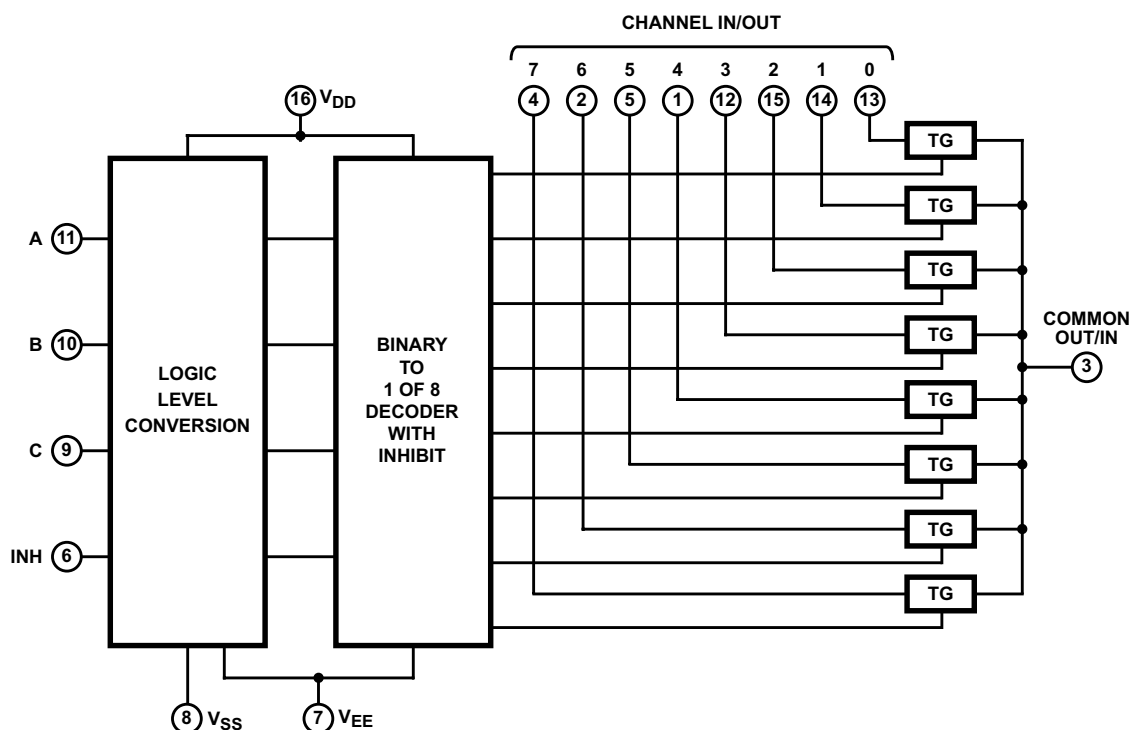 CHANNEL IN/OUT
7 6 5 4 3 2 1 0
4 2 5 1 12 15 14 13
16 VDD
TG
TG
A 11
TG
TG
B 10
COMMON
OUT/IN
3
LOGIC
LEVEL
CONVERSION
BINARY
TO
1 OF 8
DECODER
WITH
INHIBIT
TG
C 9
TG
TG
INH 6
TG
8 VSS
7 VEE